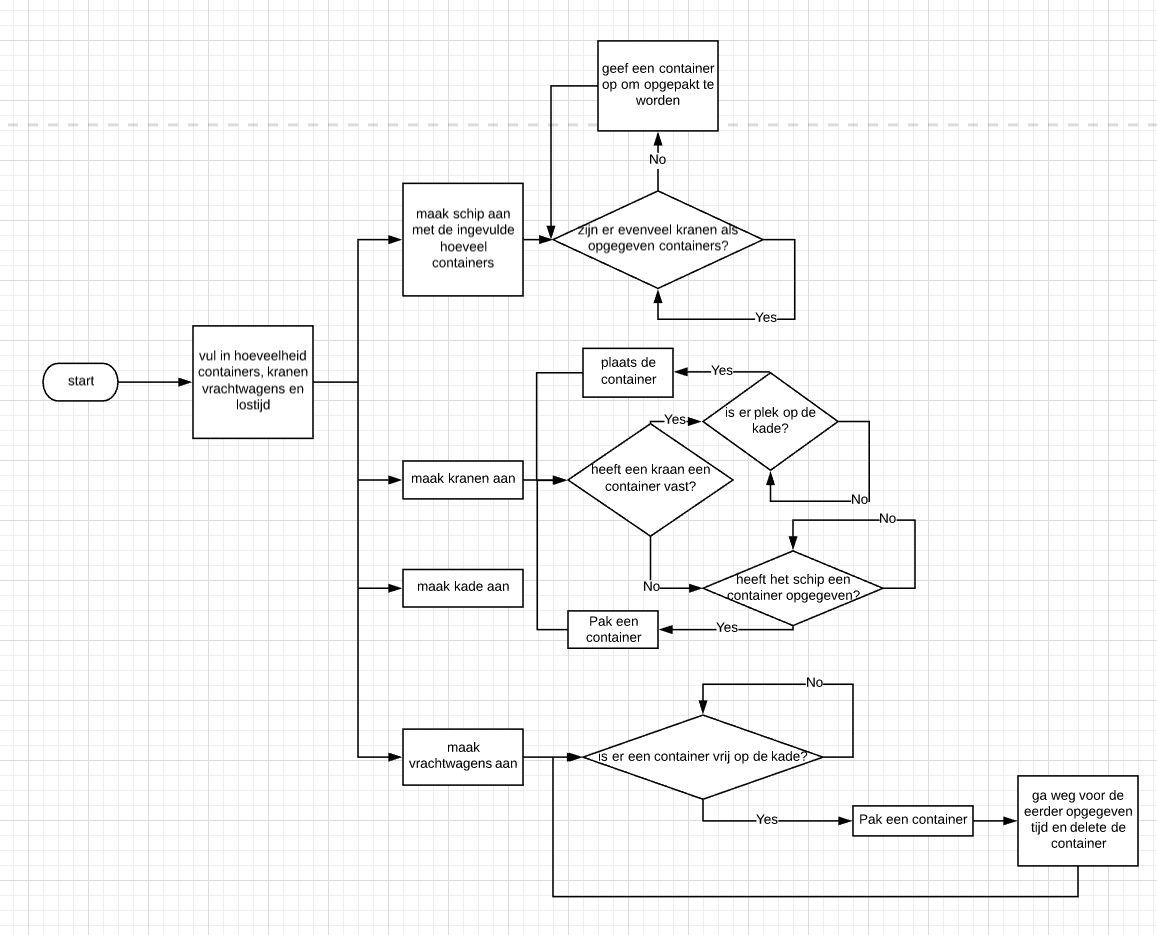 geef een container
op om opgepakt te
worden
No
maak schip aan
met de ingevulde
hoeveel
containers
zijn er evenveel kranen als
opgegeven containers?
Yes
start
vul in hoeveelheid
containers, kranen
vrachtwagens en
lostijd
plaats de
container
Yes
is er plek op de
kade?
Yes
No
maak kranen aan
heeft een kraan een
container vast?
No
maak kade aan
No
heeft het schip een
container opgegeven?
Pak een
container
Yes
No
maak
vrachtwagens aan
is er een container vrij op de kade?
Yes
Pak een container
ga weg voor de
eerder opgegeven
tijd en delete de
container